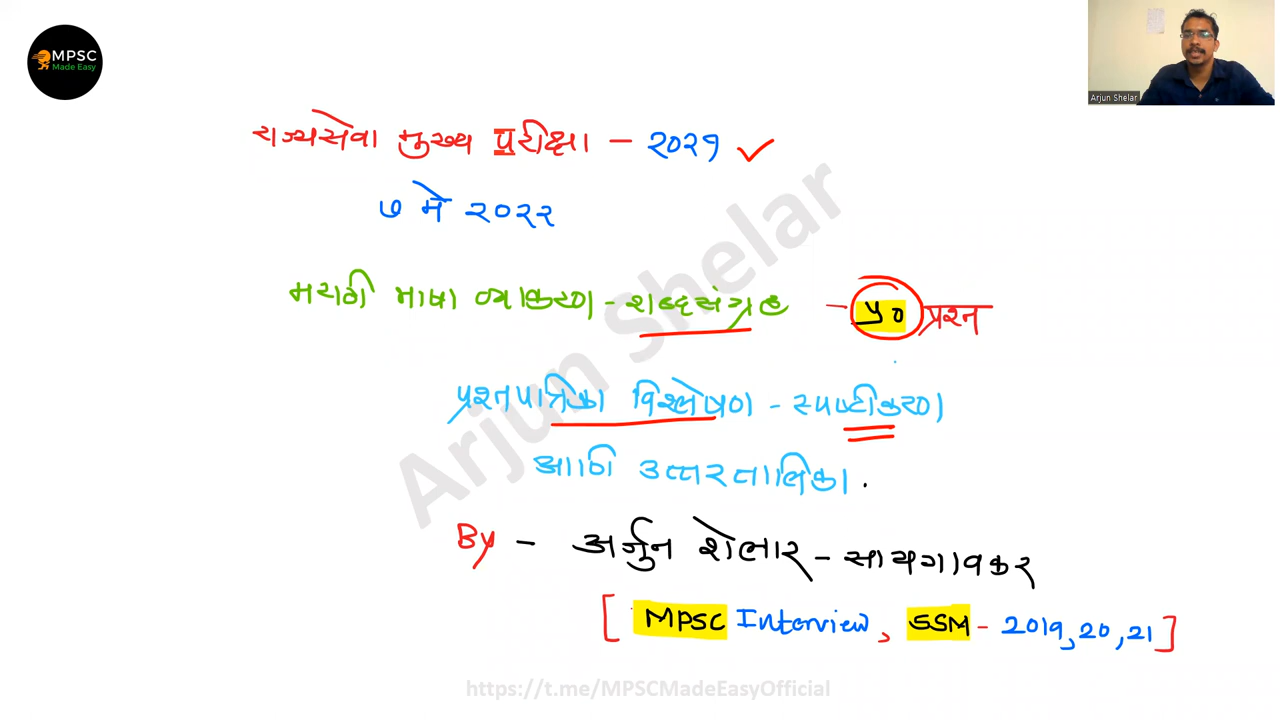 MPSC
Made Easy
Arjun Shelar
राज्यसेवा मुख्य परीक्षा - २०२१
७ मे २०२२
मराठी भाषा व्याकरण - शब्दसंग्रह - ५० प्रश्न
प्रश्नपत्रिका विश्लेषण - स्पष्टीकरण
आणि उत्तरतालिका.
By - अर्जुन शेलार - सायगावकर
[ MPSC Interview, SSM - 2019, 20, 21 ]
Arjun Shelar
https://t.me/MPSCMadeEasyOfficial